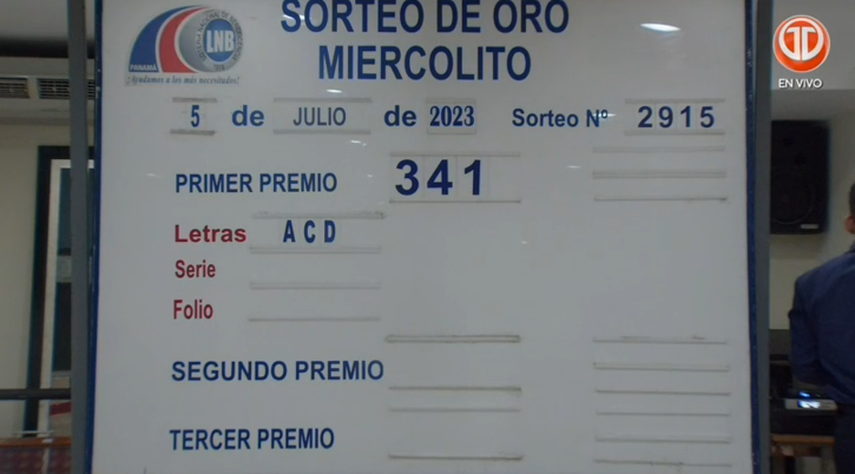 SORTEO DE ORO
MIERCOLITO
LNB
PANAMÁ
¡Ayudamos a los más necesitados!
EN VIVO
5 de JULIO de 2023 Sorteo Nº 2915
PRIMER PREMIO 341
Letras A C D
Serie
Folio
SEGUNDO PREMIO
TERCER PREMIO